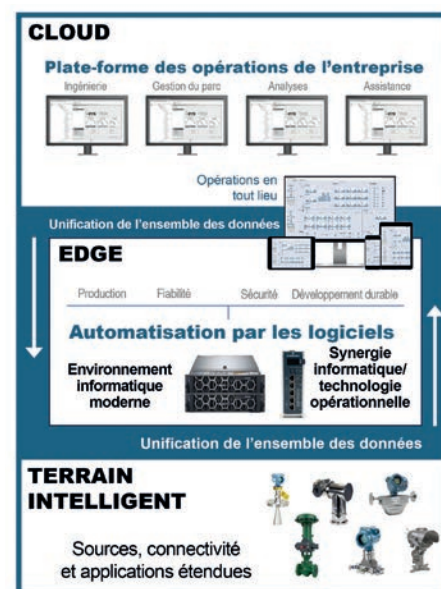 CLOUD
Plate-forme des opérations de l’entreprise
Ingénierie Gestion du parc Analyses Assistance
Opérations en
tout lieu
Unification de l’ensemble des données
EDGE
Production Fiabilité Sécurité Développement durable
Automatisation par les logiciels
Environnement
informatique
moderne
Synergie
informatique/
technologie
opérationnelle
Unification de l’ensemble des données
TERRAIN
INTELLIGENT
Sources, connectivité
et applications étendues